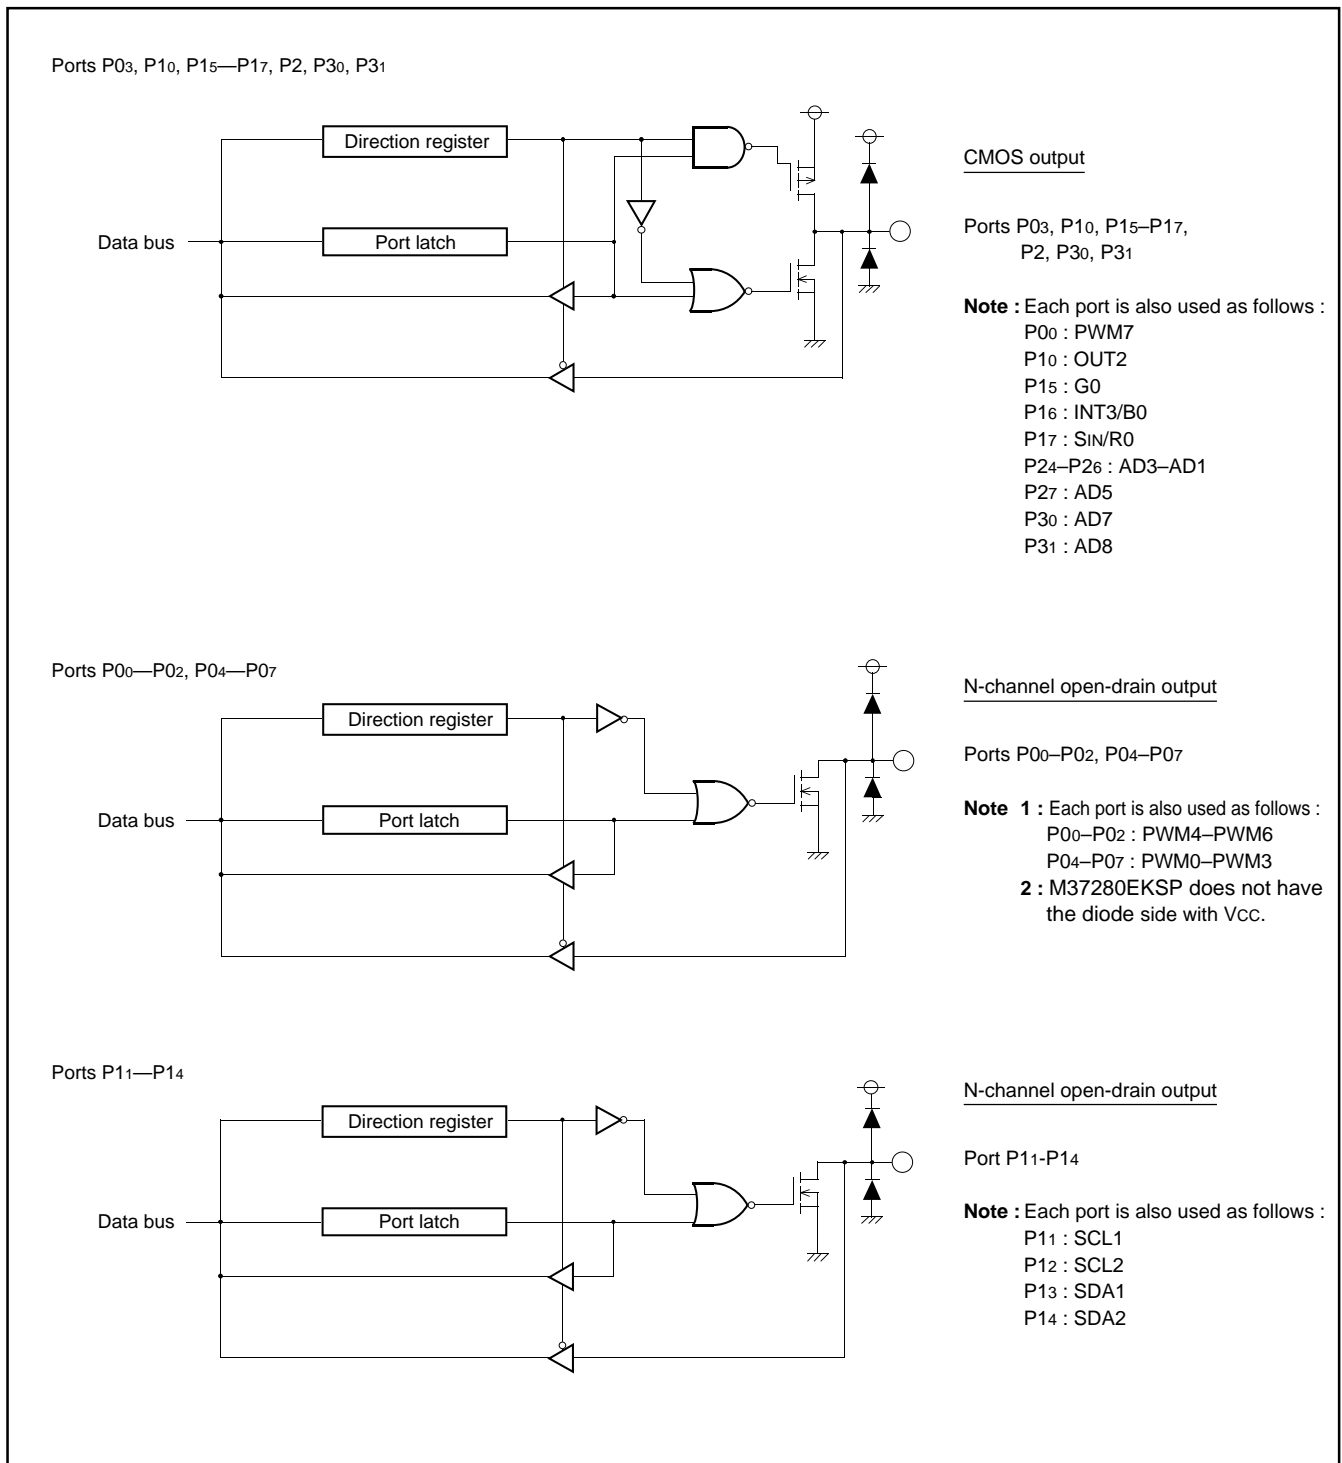 Ports P03, P10, P15—P17, P2, P30, P31
Direction register
Data bus
Port latch
CMOS output
Ports P03, P10, P15–P17,
P2, P30, P31
Note : Each port is also used as follows :
P00 : PWM7
P10 : OUT2
P15 : G0
P16 : INT3/B0
P17 : SIN/R0
P24–P26 : AD3–AD1
P27 : AD5
P30 : AD7
P31 : AD8
Ports P00—P02, P04—P07
Direction register
Data bus
Port latch
N-channel open-drain output
Ports P00–P02, P04–P07
Note 1 : Each port is also used as follows :
P00–P02 : PWM4–PWM6
P04–P07 : PWM0–PWM3
2 : M37280EKSP does not have
the diode side with VCC.
Ports P11—P14
Direction register
Data bus
Port latch
N-channel open-drain output
Port P11-P14
Note : Each port is also used as follows :
P11 : SCL1
P12 : SCL2
P13 : SDA1
P14 : SDA2